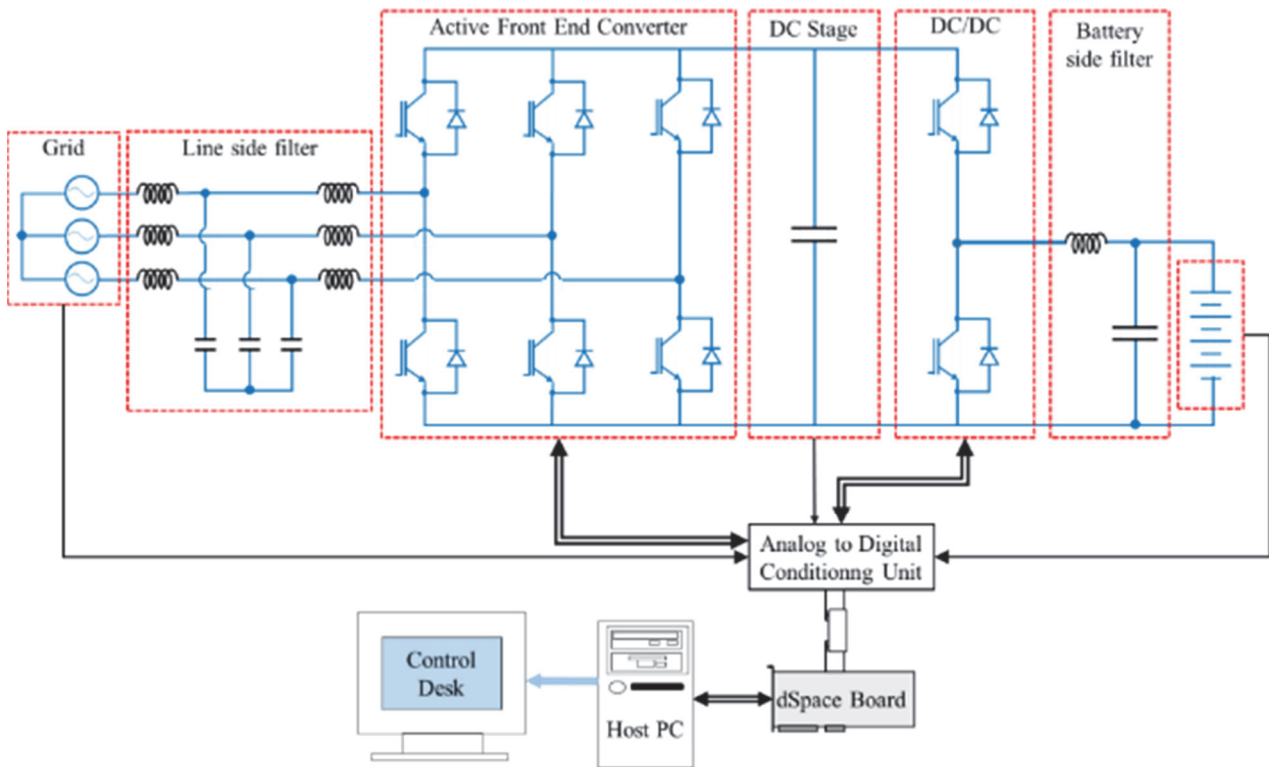 Active Front End Converter
DC Stage
DC/DC
Battery
side filter
Grid
Line side filter
Analog to Digital
Conditionng Unit
Control
Desk
Host PC
dSpace Board